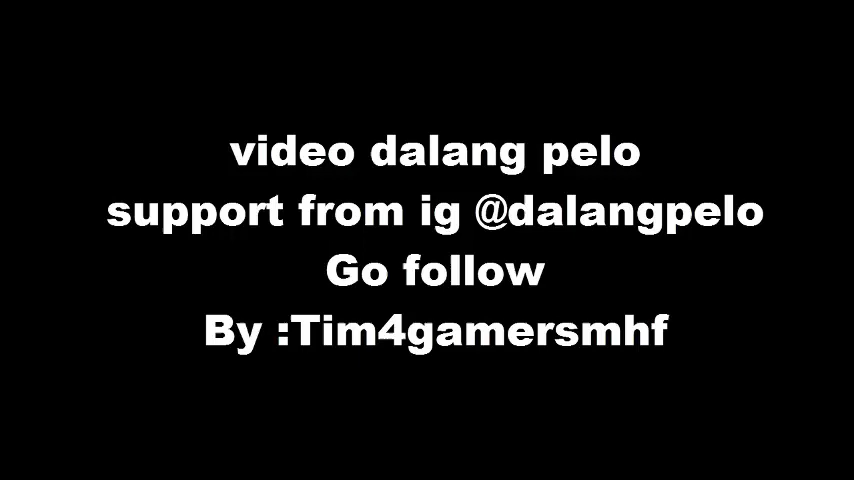 video dalang pelo
support from ig @dalangpelo
Go follow
By :Tim4gamersmhf